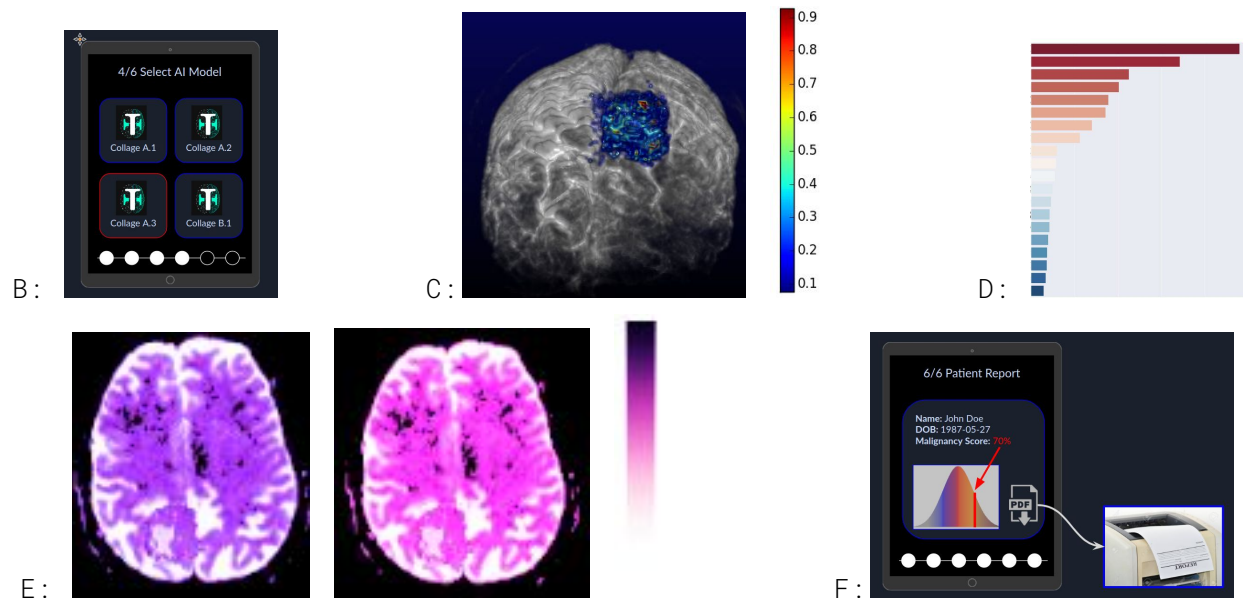 4/6 Select AI Model
T
Collage A.1
T
Collage A.2
T
Collage A.3
T
Collage B.1
B:
C:
0.9
0.8
0.7
0.6
0.5
0.4
0.3
0.2
0.1
D:
E:
6/6 Patient Report
Name: John Doe
DOB: 1987-05-27
Malignancy Score: 70%
PDF
REPORT
F: